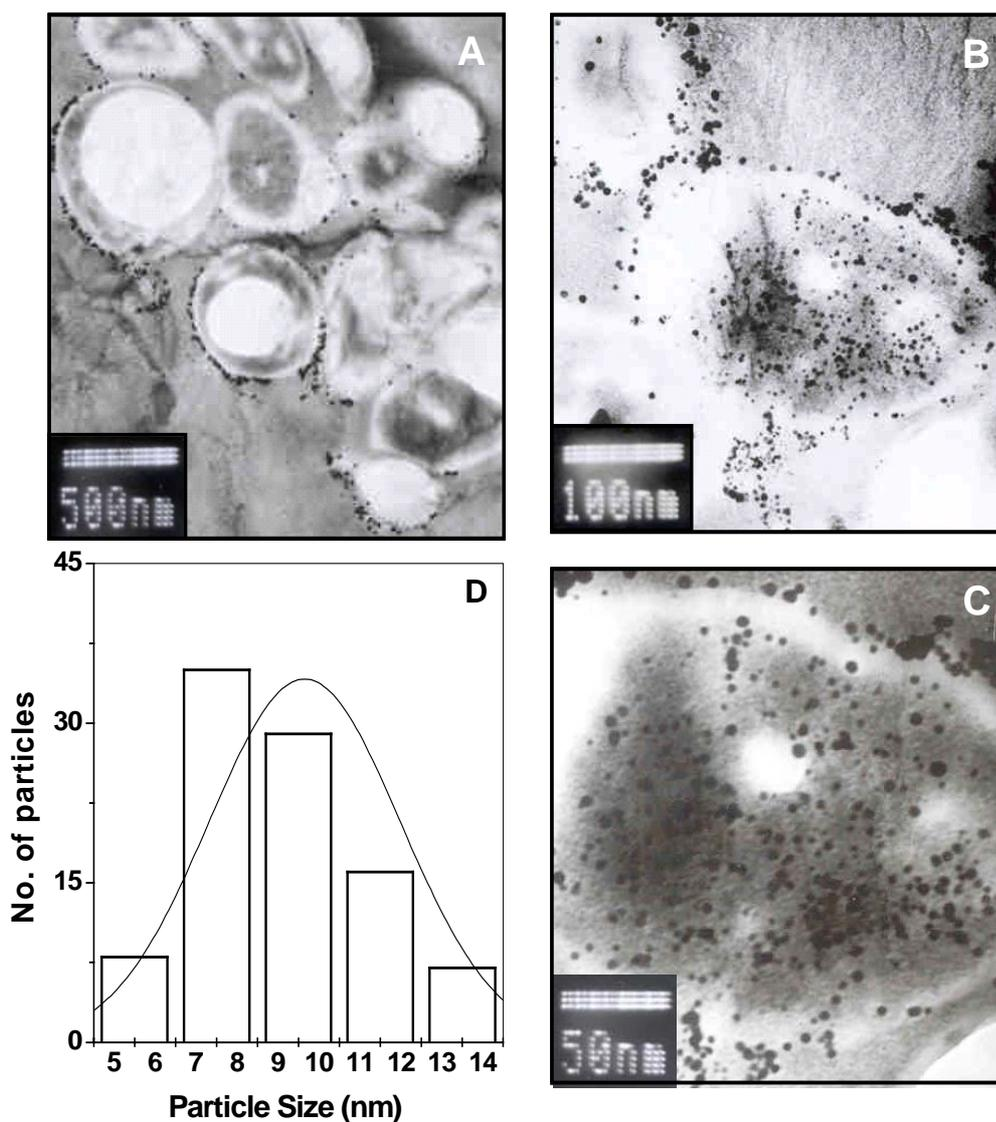 A
500nm
B
100nm
C
50nm
D
45
30
15
0
No. of particles
5 6 7 8 9 10 11 12 13 14
Particle Size (nm)